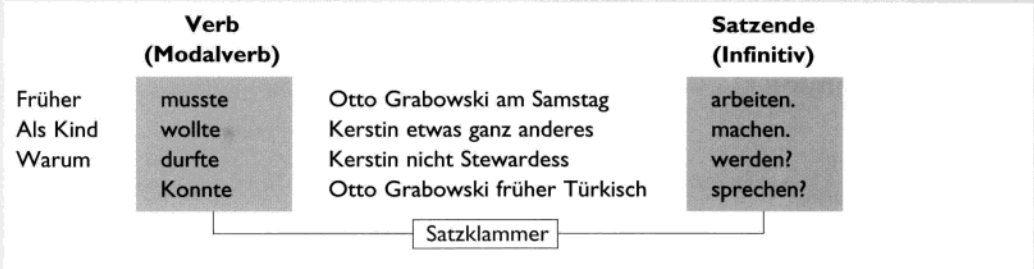 Verb Satzende
(Modalverb) (Infinitiv)
Früher musste Otto Grabowski am Samstag arbeiten.
Als Kind wollte Kerstin etwas ganz anderes machen.
Warum durfte Kerstin nicht Stewardess werden?
Konnte Otto Grabowski früher Türkisch sprechen?
Satzklammer